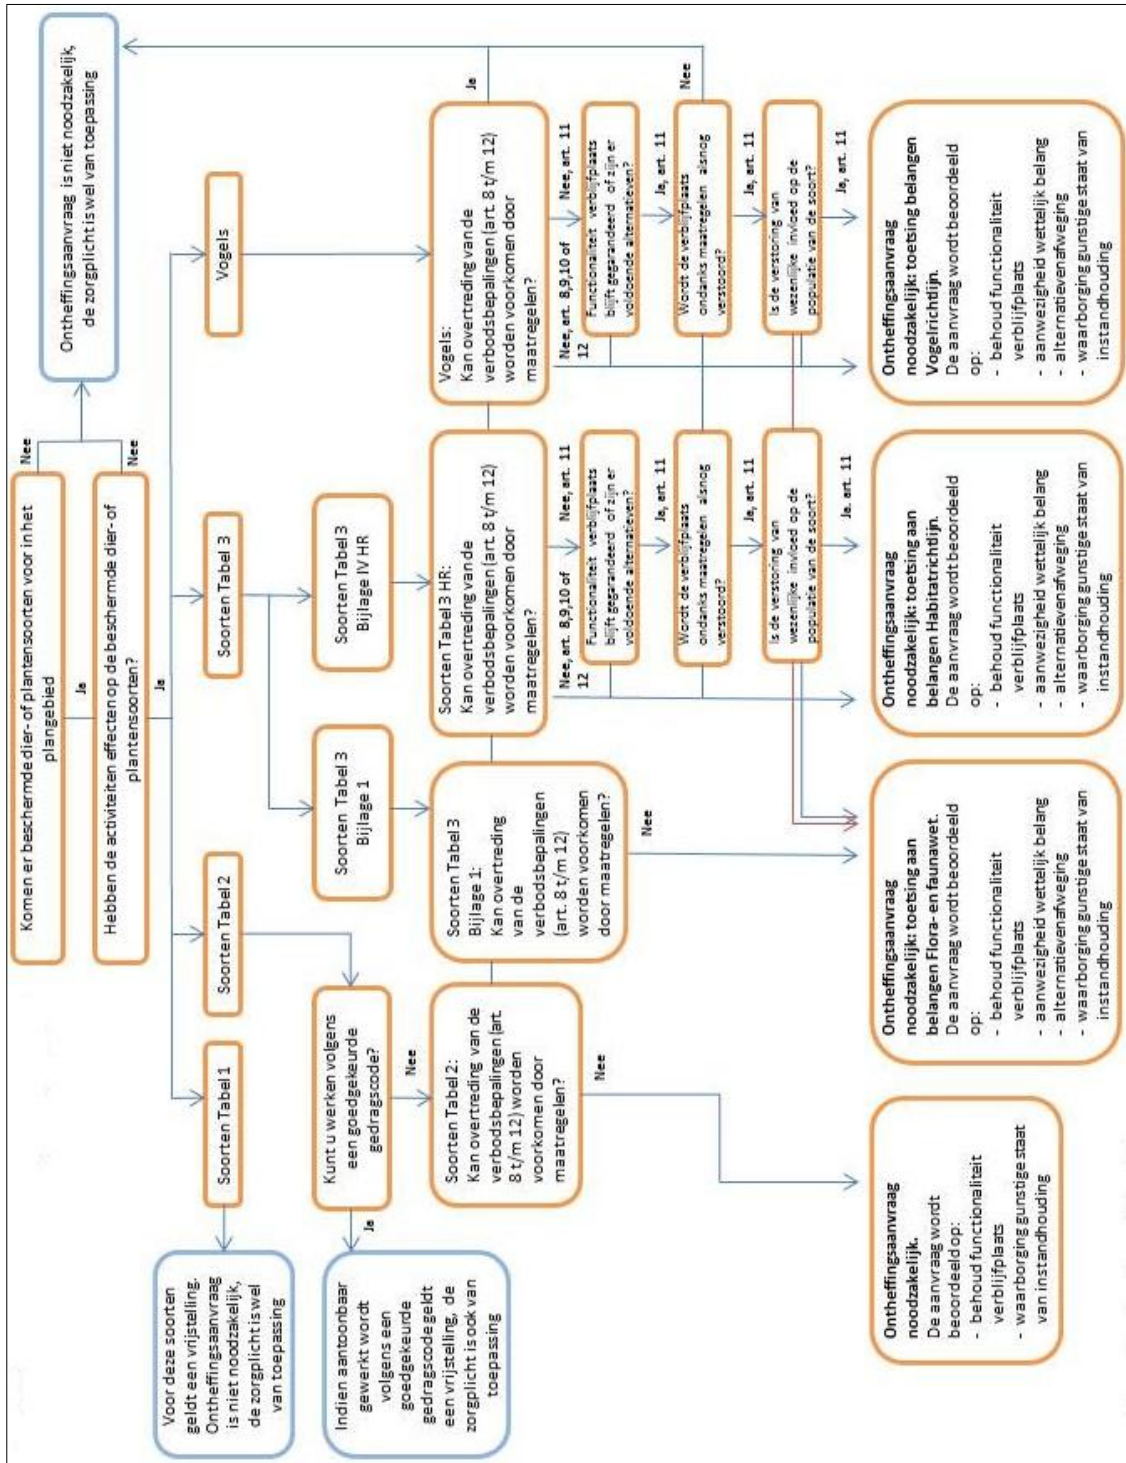 Komen er beschermde dier- of plantensoorten voor in het
plangebied
Nee
Ja
Hebben de activiteiten effecten op de beschermde dier- of
plantensoorten?
Nee
Ja
Ontheffingsaanvraag is niet noodzakelijk,
de zorgplicht is wel van toepassing
Soorten Tabel 1
Soorten Tabel 2
Soorten Tabel 3
Vogels
Voor deze soorten
geldt een vrijstelling.
Ontheffingsaanvraag
is niet noodzakelijk,
de zorgplicht is wel
van toepassing
Kunt u werken volgens
een goedgekeurde
gedragscode?
Ja
Nee
Soorten Tabel 3
Bijlage 1
Soorten Tabel 3
Bijlage IV HR
Indien aantoonbaar
gewerkt wordt
volgens een
goedgekeurde
gedragscode geldt
een vrijstelling, de
zorgplicht is ook van
toepassing
Soorten Tabel 2:
Kan overtreding van de
verbodsbepalingen (art.
8 t/m 12) worden
voorkomen door
maatregelen?
Nee
Soorten Tabel 3
Bijlage 1:
Kan overtreding
van de
verbodsbepalingen
(art. 8 t/m 12)
worden voorkomen
door maatregelen?
Nee
Soorten Tabel 3 HR:
Kan overtreding van de
verbodsbepalingen (art. 8 t/m 12)
worden voorkomen door
maatregelen?
Nee, art. 8,9,10 of
12
Nee, art. 11
Functionaliteit verblijfplaats
blijft gegarandeerd of zijn er
voldoende alternatieven?
Ja, art. 11
Wordt de verblijfplaats
ondanks maatregelen alsnog
verstoord?
Ja, art. 11
Is de verstoring van
wezenlijke invloed op de
populatie van de soort?
Ja. art. 11
Vogels:
Kan overtreding van de
verbodsbepalingen (art. 8 t/m 12)
worden voorkomen door
maatregelen?
Ja
Nee, art. 8,9,10 of
12
Nee, art. 11
Functionaliteit verblijfplaats
blijft gegarandeerd of zijn er
voldoende alternatieven?
Ja, art. 11
Wordt de verblijfplaats
ondanks maatregelen alsnog
verstoord?
Nee
Ja, art. 11
Is de verstoring van
wezenlijke invloed op de
populatie van de soort?
Ja, art. 11
Ontheffingsaanvraag
noodzakelijk.
De aanvraag wordt
beoordeeld op:
- behoud functionaliteit
verblijfplaats
- waarborging gunstige staat
van instandhouding
Ontheffingsaanvraag
noodzakelijk: toetsing aan
belangen Flora- en faunawet.
De aanvraag wordt beoordeeld
op:
- behoud functionaliteit
verblijfplaats
- aanwezigheid wettelijk belang
- alternatievenafweging
- waarborging gunstige staat van
instandhouding
Ontheffingsaanvraag
noodzakelijk: toetsing aan
belangen Habitatrichtlijn.
De aanvraag wordt beoordeeld
op:
- behoud functionaliteit
verblijfplaats
- aanwezigheid wettelijk belang
- alternatievenafweging
- waarborging gunstige staat van
instandhouding
Ontheffingsaanvraag
noodzakelijk: toetsing belangen
Vogelrichtlijn.
De aanvraag wordt beoordeeld
op:
- behoud functionaliteit
verblijfplaats
- aanwezigheid wettelijk belang
- alternatievenafweging
- waarborging gunstige staat van
instandhouding